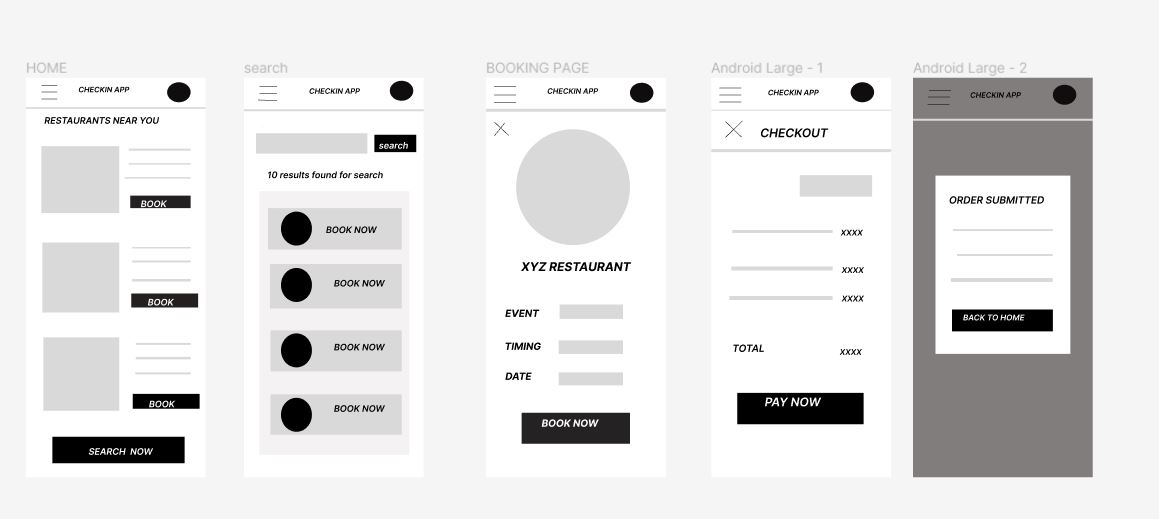 HOME
CHECKIN APP
RESTAURANTS NEAR YOU
BOOK
BOOK
BOOK
SEARCH NOW
search
CHECKIN APP
search
10 results found for search
BOOK NOW
BOOK NOW
BOOK NOW
BOOK NOW
BOOKING PAGE
CHECKIN APP
XYZ RESTAURANT
EVENT
TIMING
DATE
BOOK NOW
Android Large - 1
CHECKIN APP
CHECKOUT
xxxx
xxxx
xxxx
TOTAL xxxx
PAY NOW
Android Large - 2
CHECKIN APP
ORDER SUBMITTED
BACK TO HOME